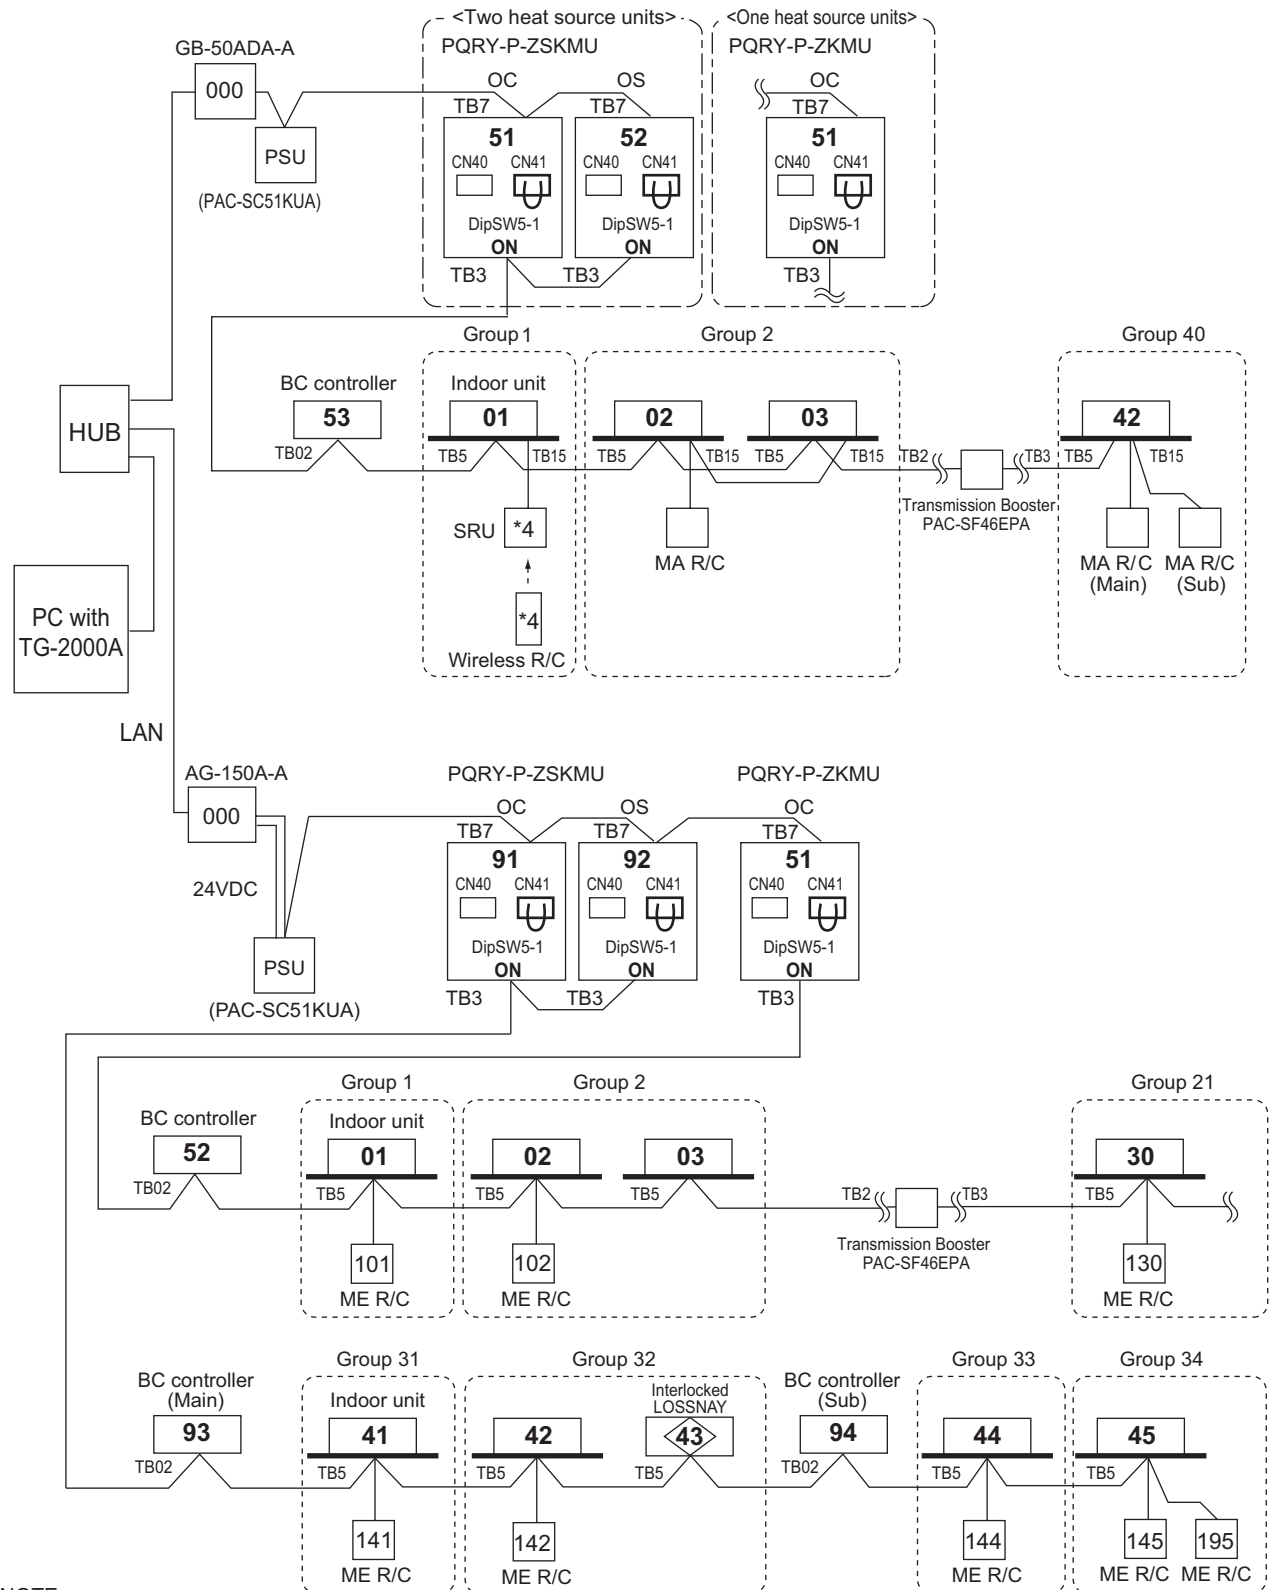 <Two heat source units>
<One heat source units>
GB-50ADA-A
PQRY-P-ZSKMU
PQRY-P-ZKMU
000
OC
OS
OC
TB7
TB7
TB7
PSU
51
52
51
CN40
CN41
CN40
CN41
CN40
CN41
(PAC-SC51KUA)
DipSW5-1
DipSW5-1
DipSW5-1
ON
ON
ON
TB3
TB3
TB3
Group 1
Group 2
Group 40
BC controller
Indoor unit
HUB
53
01
02
03
42
TB02
TB5
TB15
TB5
TB15
TB5
TB15
TB2
TB3
TB5
TB15
Transmission Booster
PAC-SF46EPA
SRU
*4
MA R/C
MA R/C
(Main)
MA R/C
(Sub)
PC with
TG-2000A
*4
Wireless R/C
LAN
AG-150A-A
PQRY-P-ZSKMU
PQRY-P-ZKMU
000
OC
OS
OC
TB7
TB7
TB7
91
92
51
24VDC
CN40
CN41
CN40
CN41
CN40
CN41
DipSW5-1
DipSW5-1
DipSW5-1
PSU
ON
ON
ON
(PAC-SC51KUA)
TB3
TB3
TB3
Group 1
Group 2
Group 21
BC controller
Indoor unit
52
01
02
03
30
TB02
TB5
TB5
TB5
TB2
TB3
TB5
Transmission Booster
PAC-SF46EPA
101
102
130
ME R/C
ME R/C
ME R/C
Group 31
Group 32
Group 33
Group 34
BC controller
(Main)
Indoor unit
Interlocked
LOSSNAY
BC controller
(Sub)
93
41
42
43
94
44
45
TB02
TB5
TB5
TB5
TB02
TB5
TB5
141
142
144
145
195
ME R/C
ME R/C
ME R/C
ME R/C
ME R/C